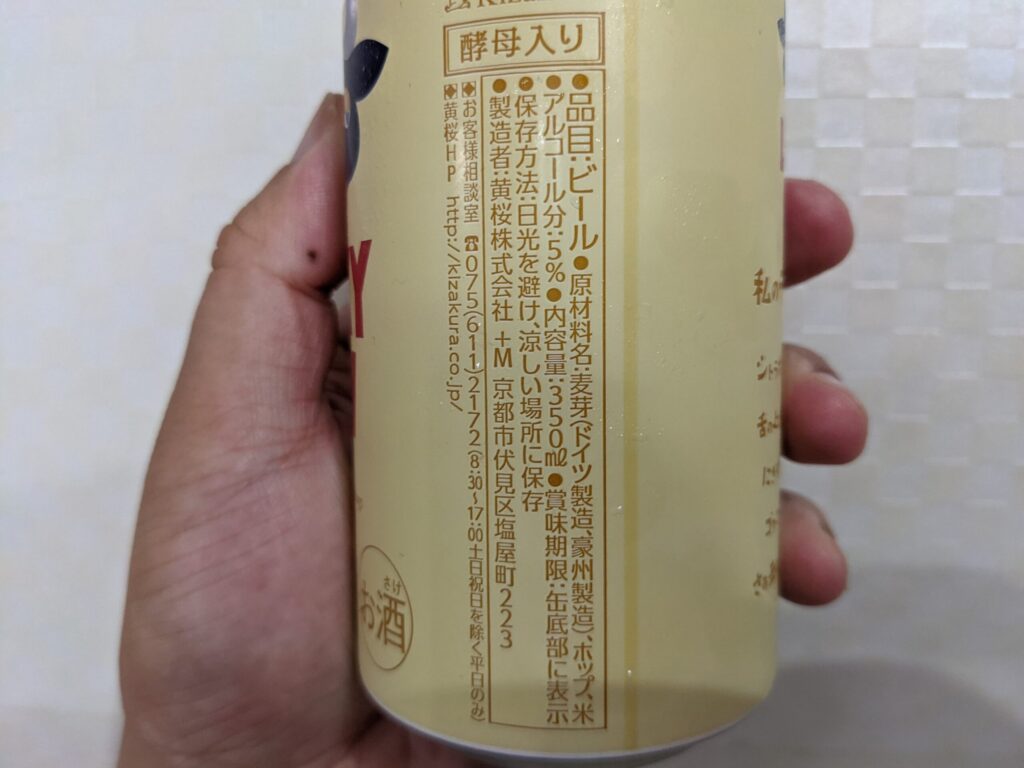 酵母入り
●品目:ビール●原材料名:麦芽(ドイツ製造、豪州製造)、ホップ、米
●アルコール分:5%●内容量:350ml●賞味期限:缶底部に表示
●保存方法:日光を避け、涼しい場所に保存
●製造者:黄桜株式会社 +M 京都市伏見区塩屋町223
◆お客様相談室 ☎075(611)2172(8:30~17:00 土日祝日を除く平日のみ)
◆黄桜HP http://kizakura.co.jp/
さけ
お酒
Y
私の